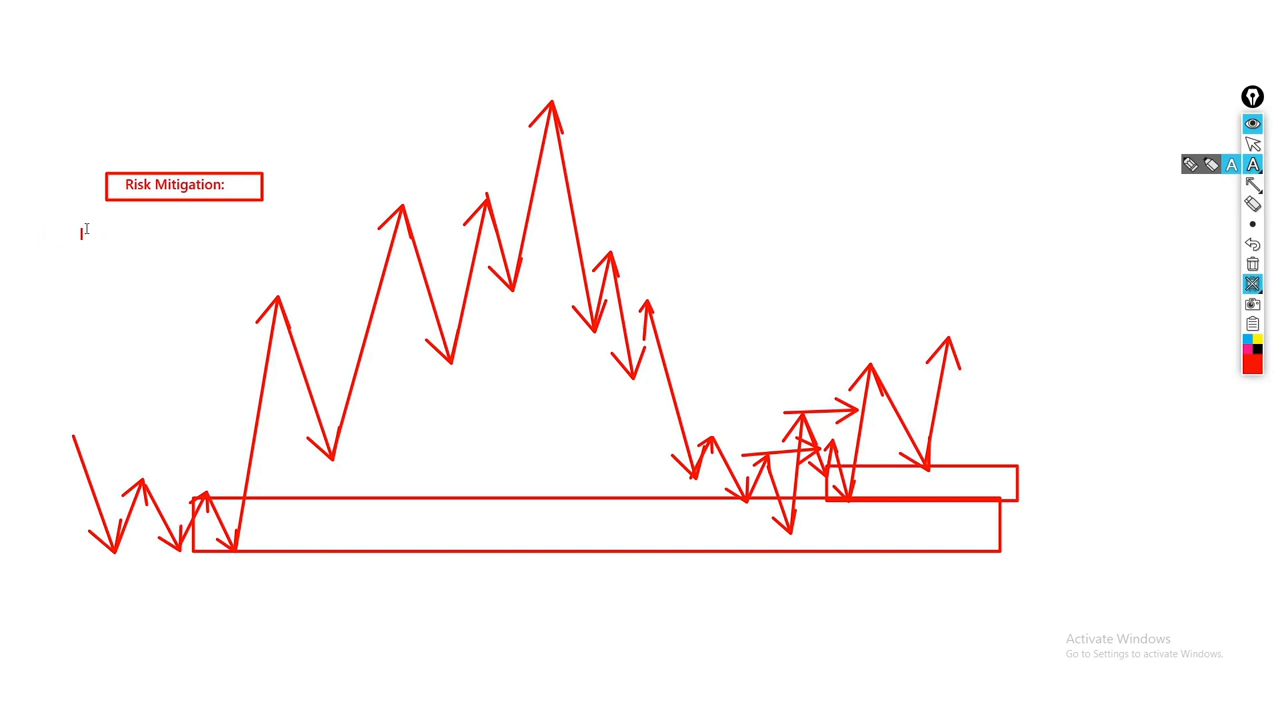 Risk Mitigation:
A
A
Activate Windows
Go to Settings to activate Windows.